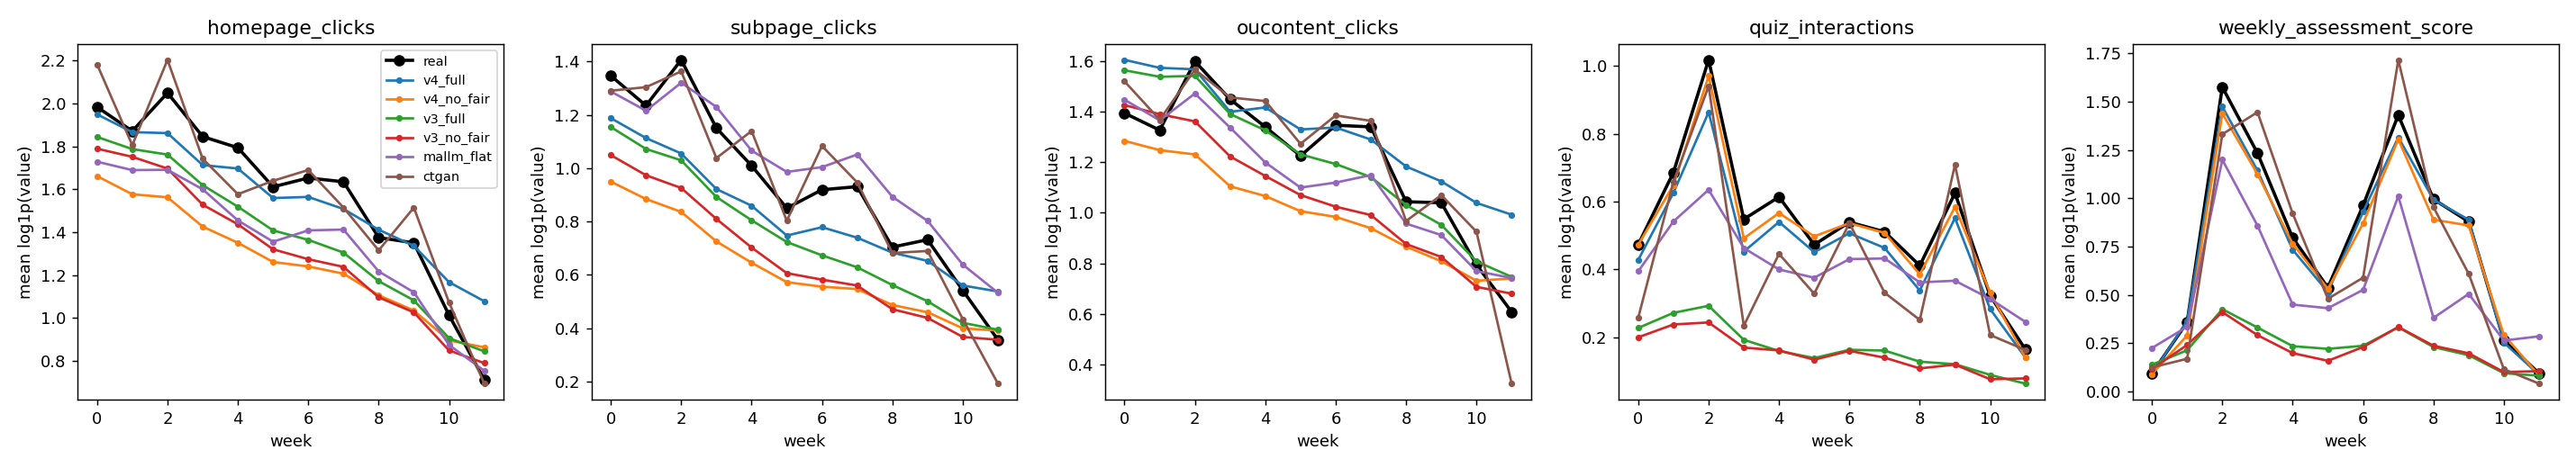 homepage_clicks
mean log1p(value)
2.2
2.0
1.8
1.6
1.4
1.2
1.0
0.8
real
v4_full
v4_no_fair
v3_full
v3_no_fair
mallm_flat
ctgan
0 2 4 6 8 10
week
subpage_clicks
mean log1p(value)
1.4
1.2
1.0
0.8
0.6
0.4
0.2
0 2 4 6 8 10
week
oucontent_clicks
mean log1p(value)
1.6
1.4
1.2
1.0
0.8
0.6
0.4
0 2 4 6 8 10
week
quiz_interactions
mean log1p(value)
1.0
0.8
0.6
0.4
0.2
0 2 4 6 8 10
week
weekly_assessment_score
mean log1p(value)
1.75
1.50
1.25
1.00
0.75
0.50
0.25
0.00
0 2 4 6 8 10
week